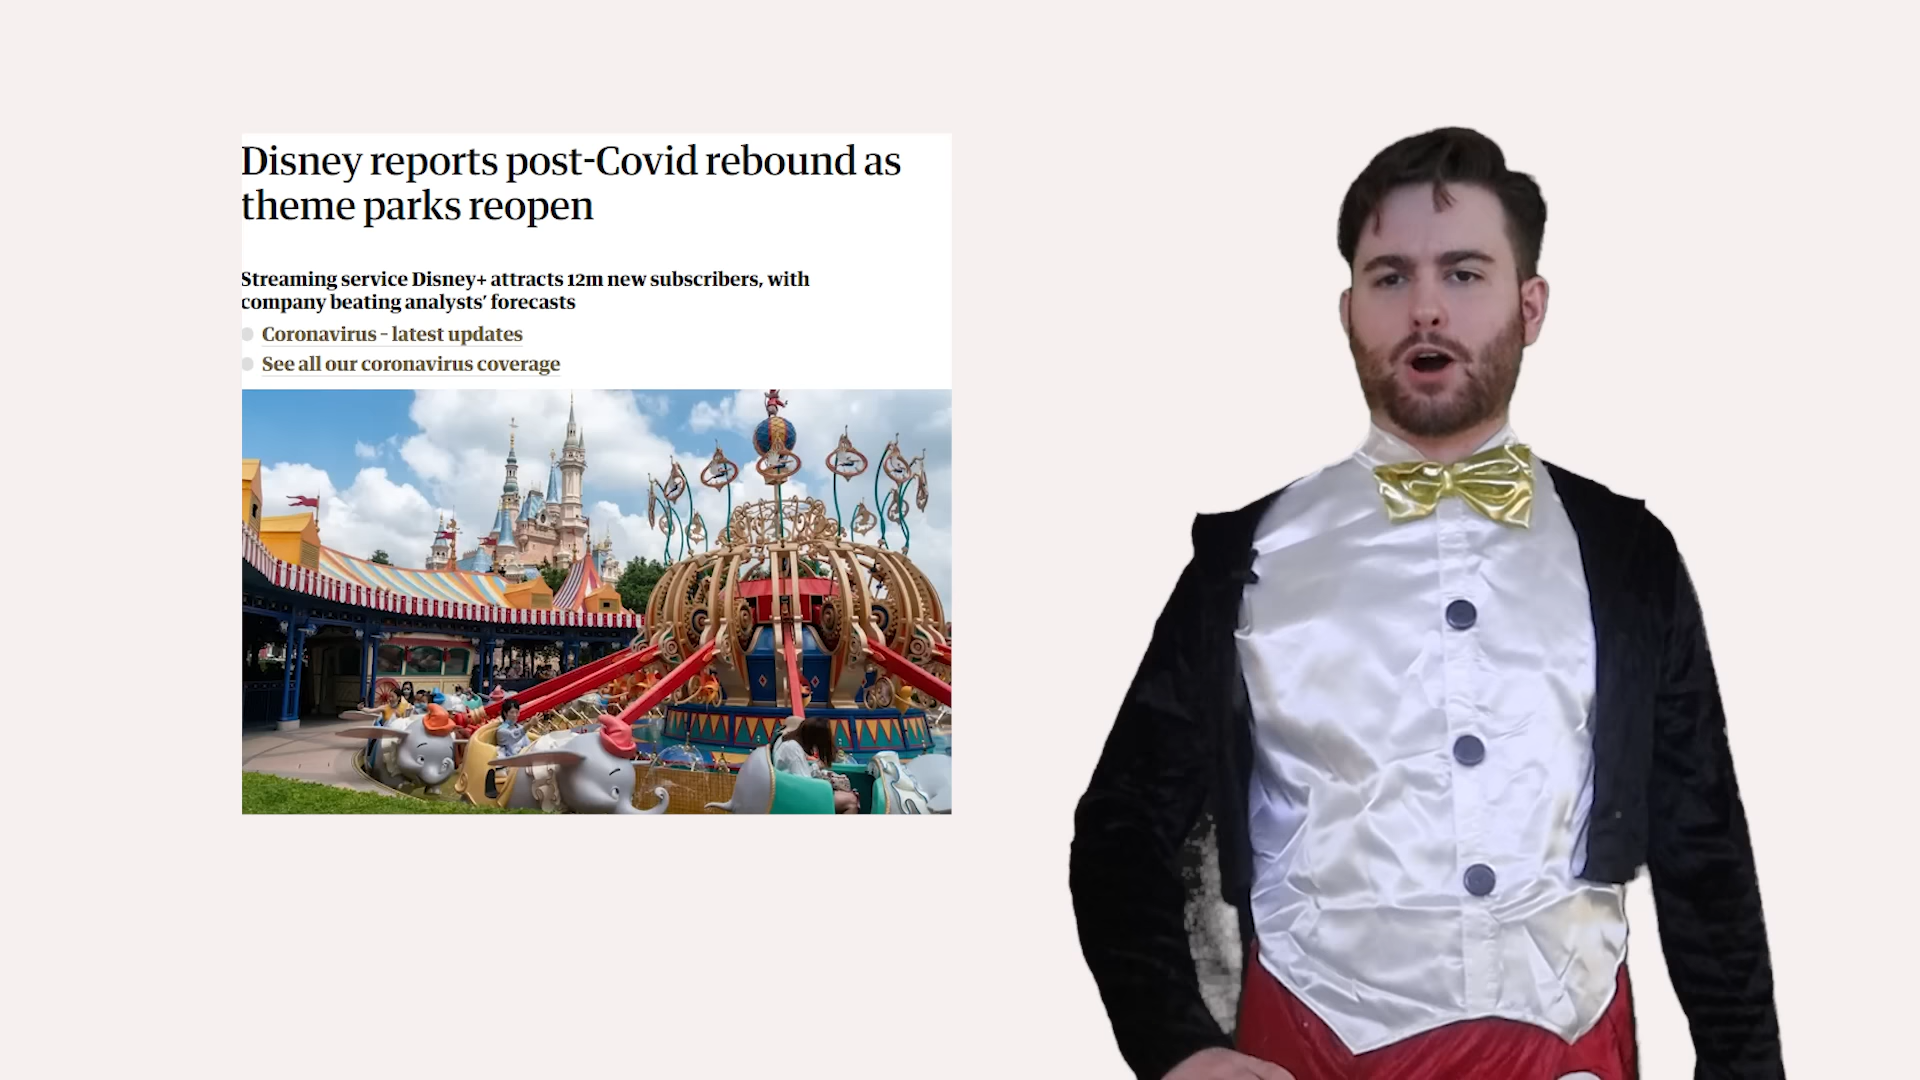 Disney reports post-Covid rebound as
theme parks reopen
Streaming service Disney+ attracts 12m new subscribers, with
company beating analysts' forecasts
Coronavirus – latest updates
See all our coronavirus coverage